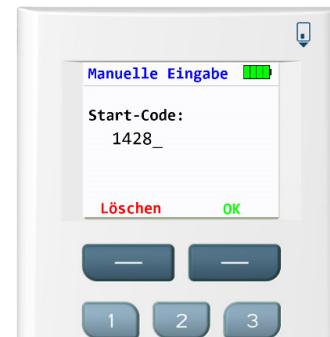 Manuelle Eingabe
Start-Code:
1428_
Löschen OK
1 2 3